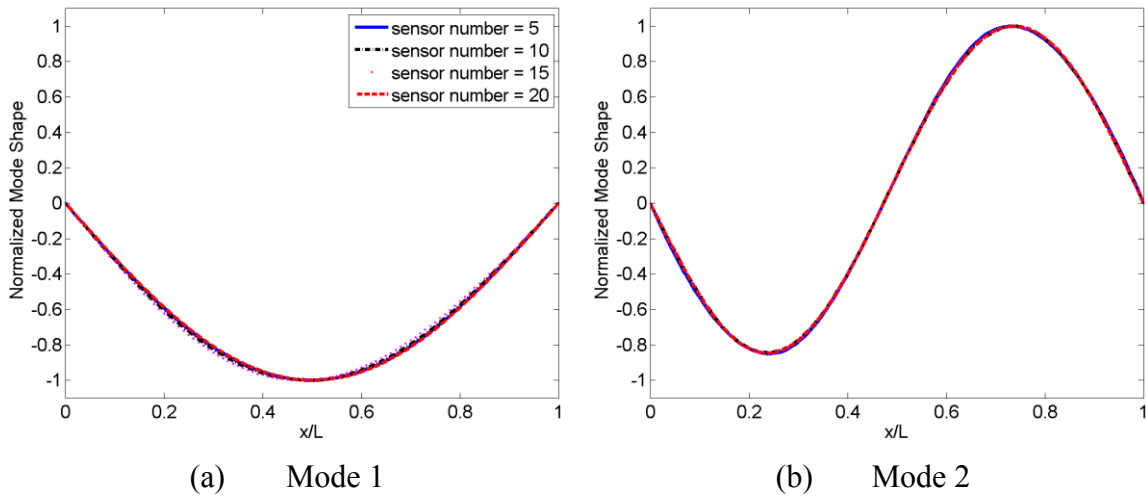 sensor number = 5
sensor number = 10
sensor number = 15
sensor number = 20
Normalized Mode Shape
1
0.8
0.6
0.4
0.2
0
-0.2
-0.4
-0.6
-0.8
-1
0 0.2 0.4 0.6 0.8 1
x/L
(a) Mode 1
Normalized Mode Shape
1
0.8
0.6
0.4
0.2
0
-0.2
-0.4
-0.6
-0.8
-1
0 0.2 0.4 0.6 0.8 1
x/L
(b) Mode 2